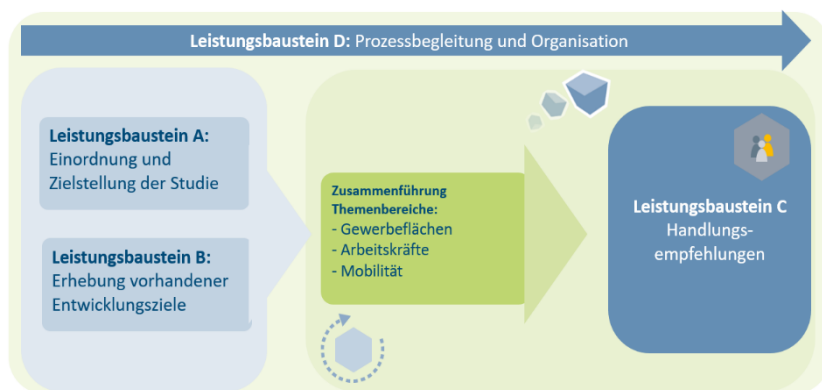 Leistungsbaustein D: Prozessbegleitung und Organisation
Leistungsbaustein A:
Einordnung und
Zielstellung der Studie
Leistungsbaustein B:
Erhebung vorhandener
Entwicklungsziele
Zusammenführung
Themenbereiche:
- Gewerbeflächen
- Arbeitskräfte
- Mobilität
Leistungsbaustein C
Handlungs-
empfehlungen